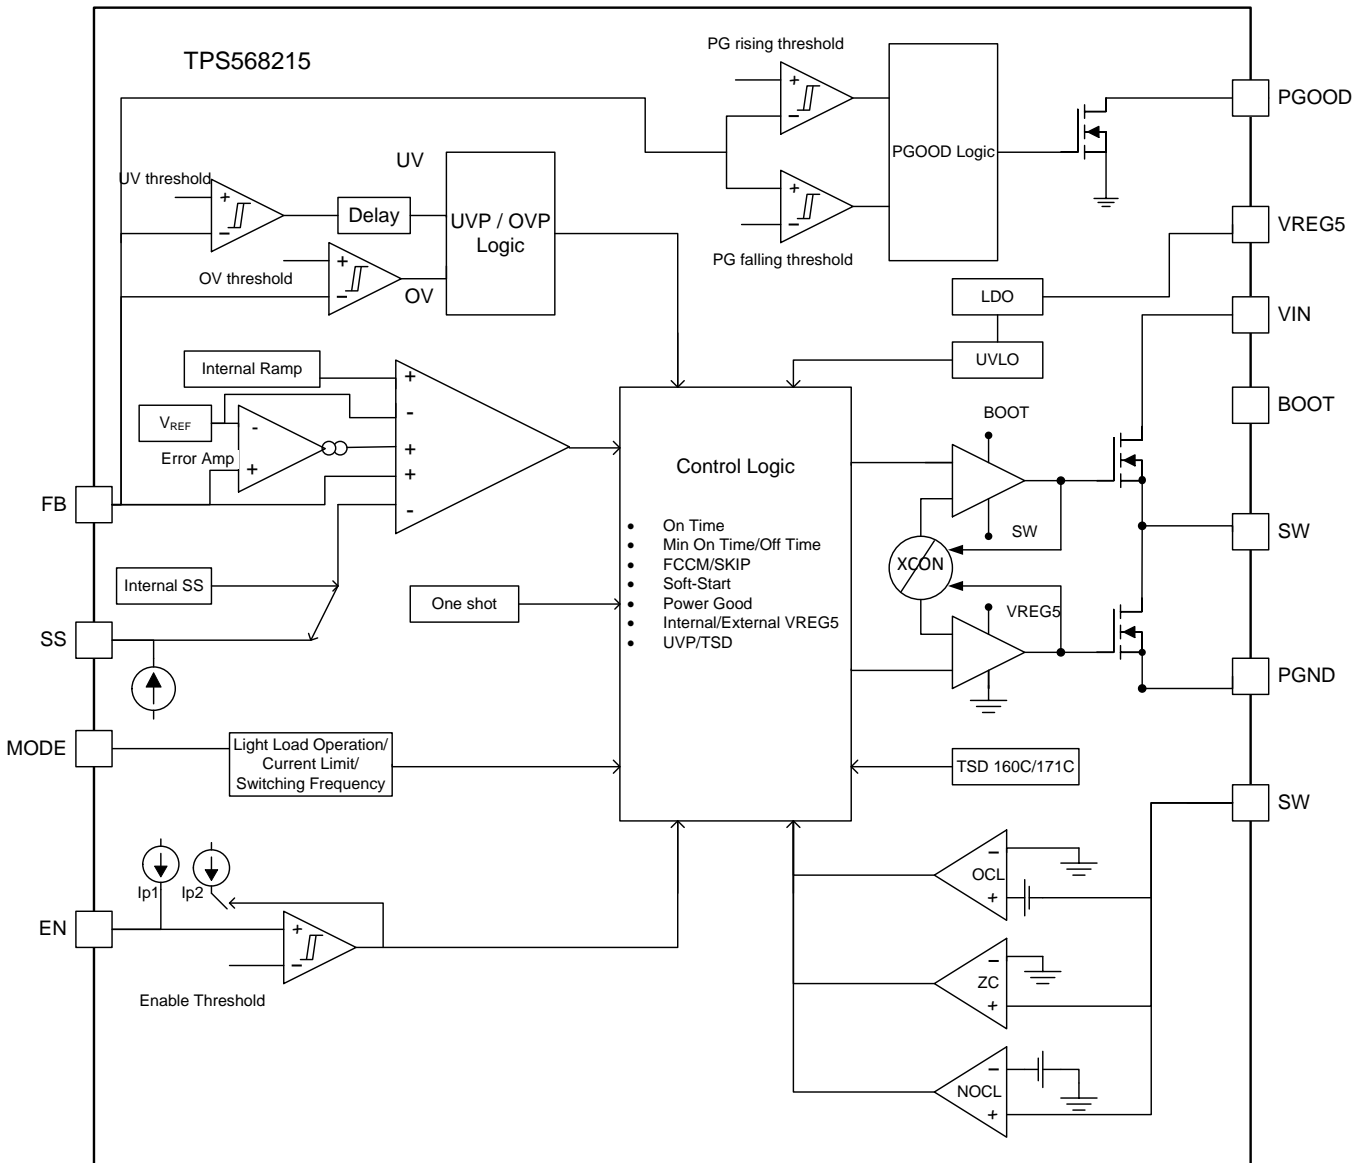 TPS568215
PG rising threshold
+
−
PGOOD
UV threshold
+
−
Delay
UV
UVP / OVP
Logic
PGOOD Logic
+
−
PG falling threshold
VREG5
OV threshold
+
−
OV
LDO
VIN
UVLO
Internal Ramp
VREF
-
+
Error Amp
+
-
+
+
-
BOOT
BOOT
FB
Control Logic
• On Time
• Min On Time/Off Time
• FCCM/SKIP
• Soft-Start
• Power Good
• Internal/External VREG5
• UVP/TSD
SW
SW
XCON
Internal SS
One shot
VREG5
SS
PGND
MODE
Light Load Operation/
Current Limit/
Switching Frequency
TSD 160C/171C
SW
Ip1
Ip2
EN
+
−
Enable Threshold
−
OCL
+
−
ZC
+
−
NOCL
+